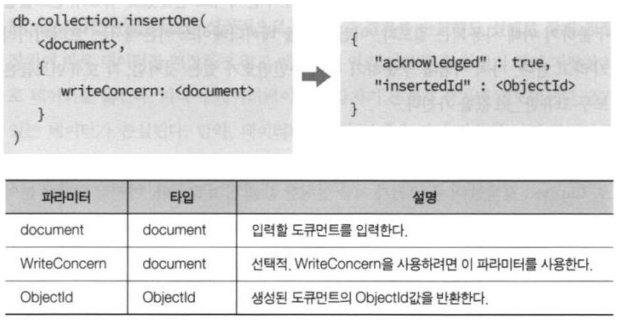 db.collection.insertOne(
<document>,
{
writeConcern: <document>
}
)
{
"acknowledged" : true,
"insertedId" : <ObjectId>
}
파라미터 타입 설명
document document 입력할 도큐먼트를 입력한다.
WriteConcern document 선택적. WriteConcern을 사용하려면 이 파라미터를 사용한다.
ObjectId ObjectId 생성된 도큐먼트의 ObjectId값을 반환한다.